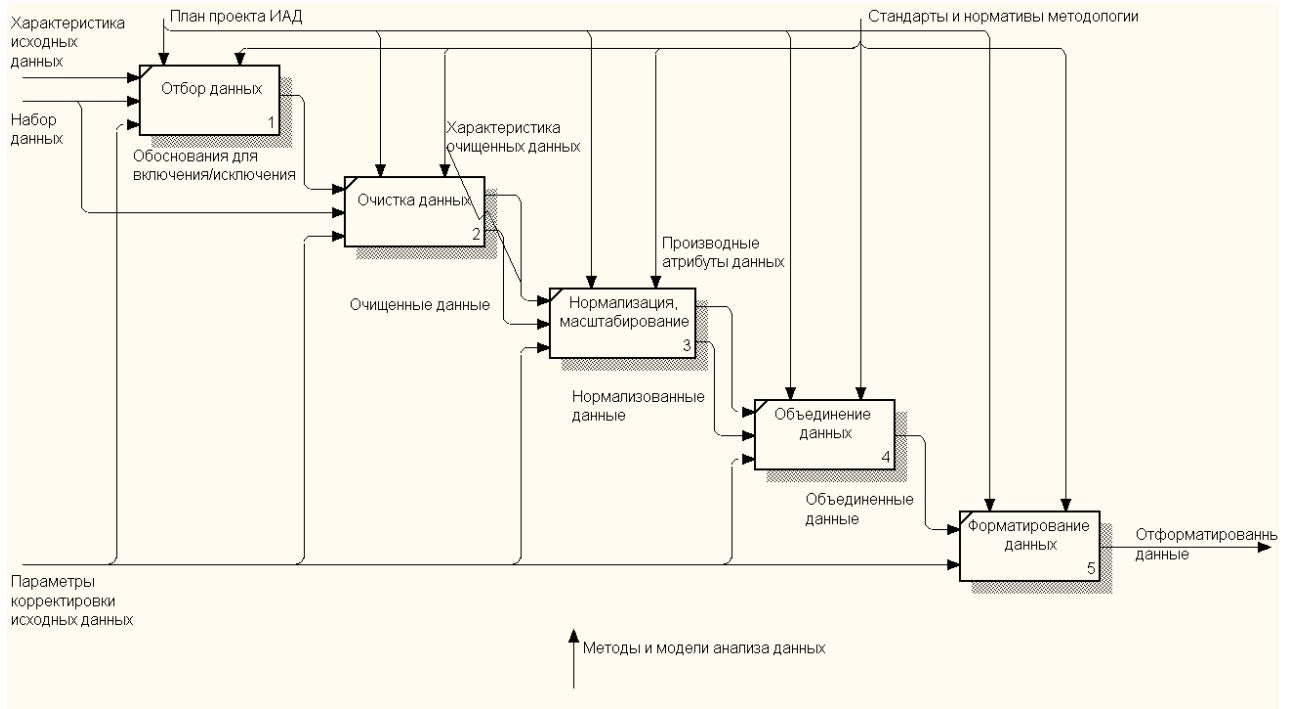 План проекта ИАД
Стандарты и нормативы методологии
Характеристика
исходных
данных
Отбор данных
1
Набор
данных
Обоснования для
включения/исключения
Характеристика
очищенных данных
Очистка данных
2
Производные
атрибуты данных
Очищенные данные
Нормализация,
масштабирование
3
Нормализованные
данные
Объединение
данных
4
Объединенные
данные
Форматирование
данных
5
Отформатированн
данные
Параметры
корректировки
исходных данных
Методы и модели анализа данных